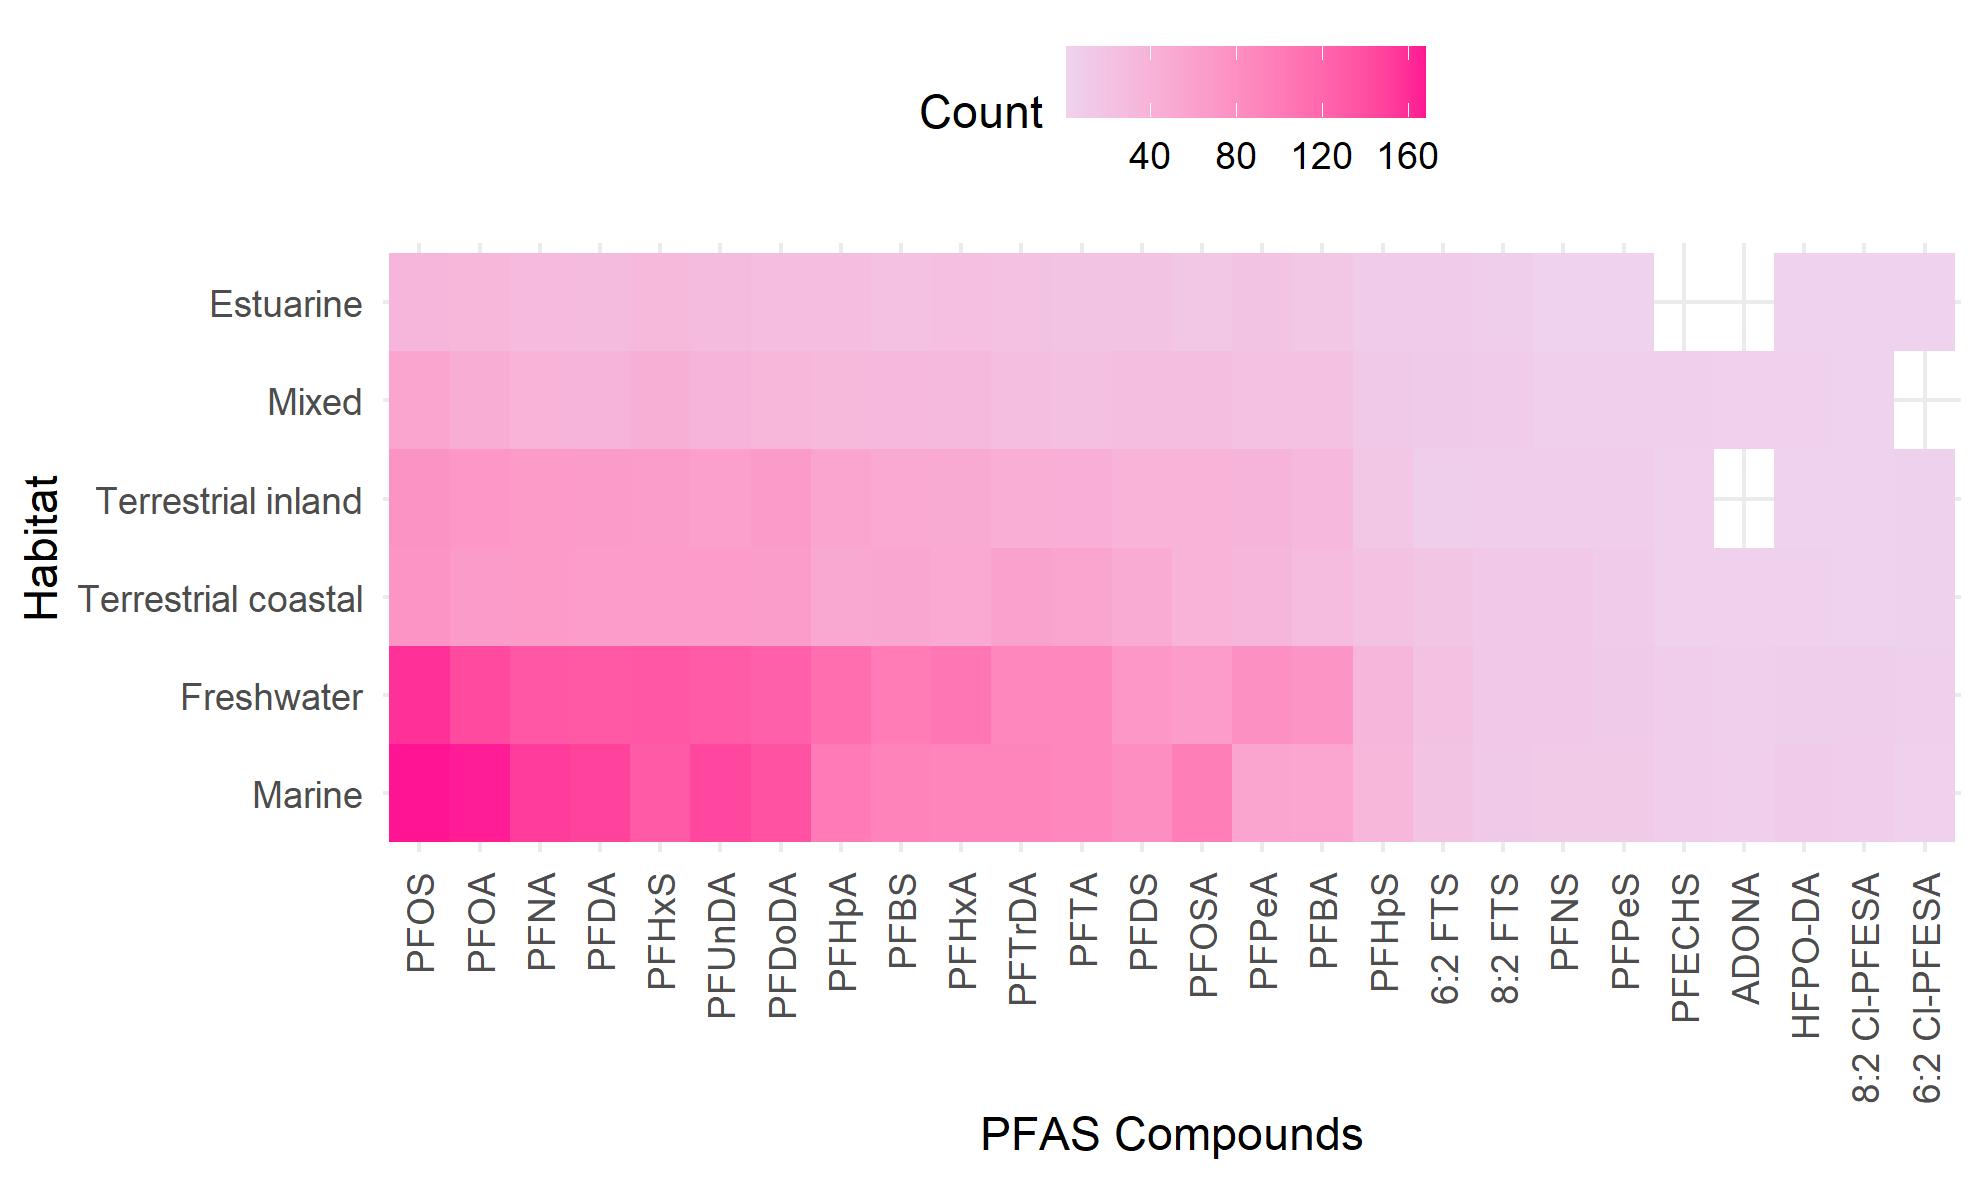 Count
40 80 120 160
Habitat
Estuarine
Mixed
Terrestrial inland
Terrestrial coastal
Freshwater
Marine
PFOS
PFOA
PFNA
PFDA
PFHxS
PFUnDA
PFDoDA
PFHpA
PFBS
PFHxA
PFTrDA
PFTA
PFDS
PFOSA
PFPeA
PFBA
PFHpS
6:2 FTS
8:2 FTS
PFNS
PFPeS
PFECHS
ADONA
HFPO-DA
8:2 Cl-PFESA
6:2 Cl-PFESA
PFAS Compounds